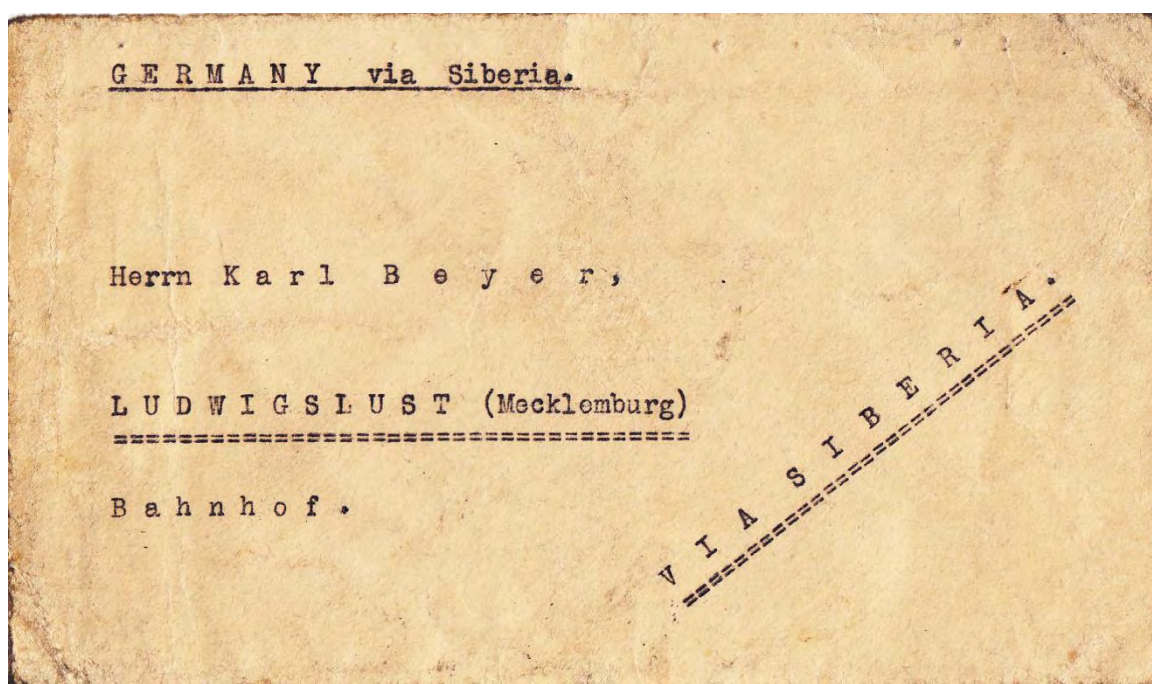 GERMANY via Siberia.
Herrn Karl Beyer,
LUDWIGSLUST (Mecklemburg)
Bahnhof.
VIA SIBERIA.